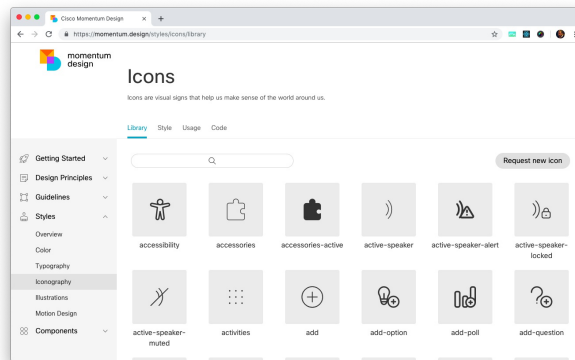 Cisco Momentum Design
https://momentum.design/styles/icons/library
momentum
design
Icons
Icons are visual signs that help us make sense of the world around us.
Library Style Usage Code
Getting Started
Design Principles
Guidelines
Styles
Overview
Color
Typography
Iconography
Illustrations
Motion Design
Components
Request new icon
accessibility
accessories
accessories-active
active-speaker
active-speaker-alert
active-speaker-
locked
active-speaker-
muted
activities
add
add-option
add-poll
add-question